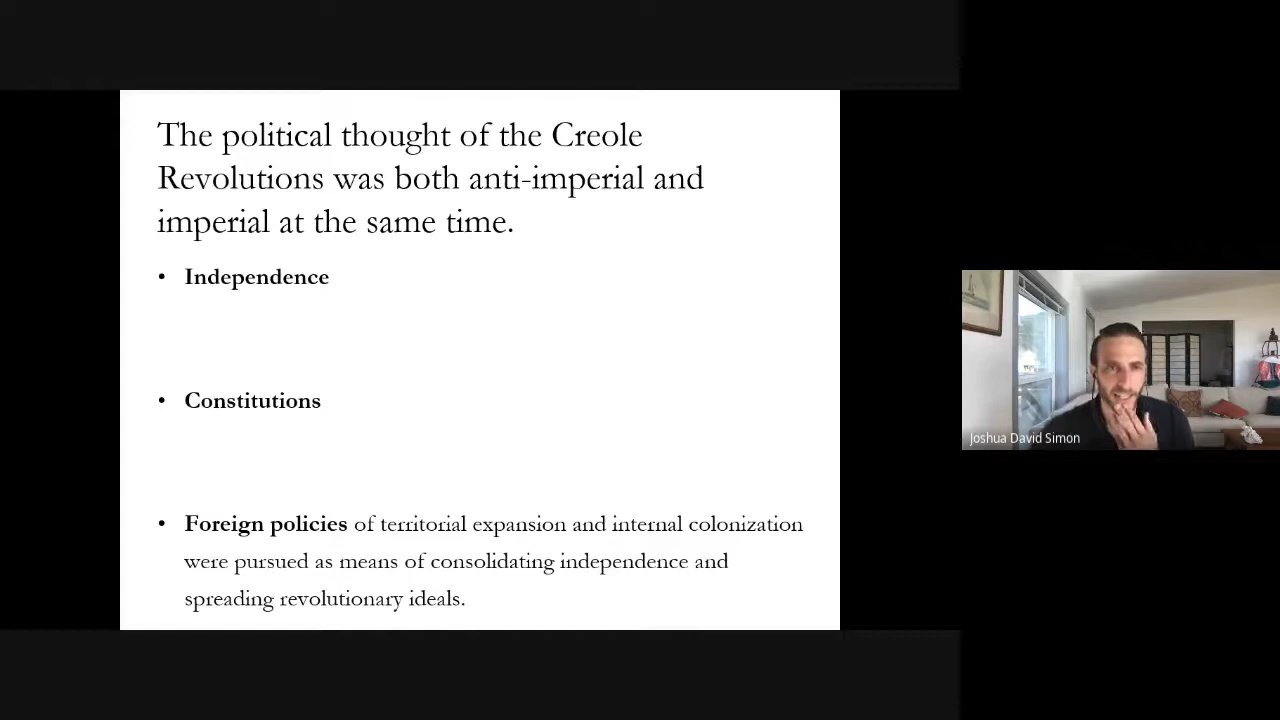 The political thought of the Creole
Revolutions was both anti-imperial and
imperial at the same time.
• Independence
• Constitutions
• Foreign policies of territorial expansion and internal colonization
were pursued as means of consolidating independence and
spreading revolutionary ideals.
Joshua David Simon